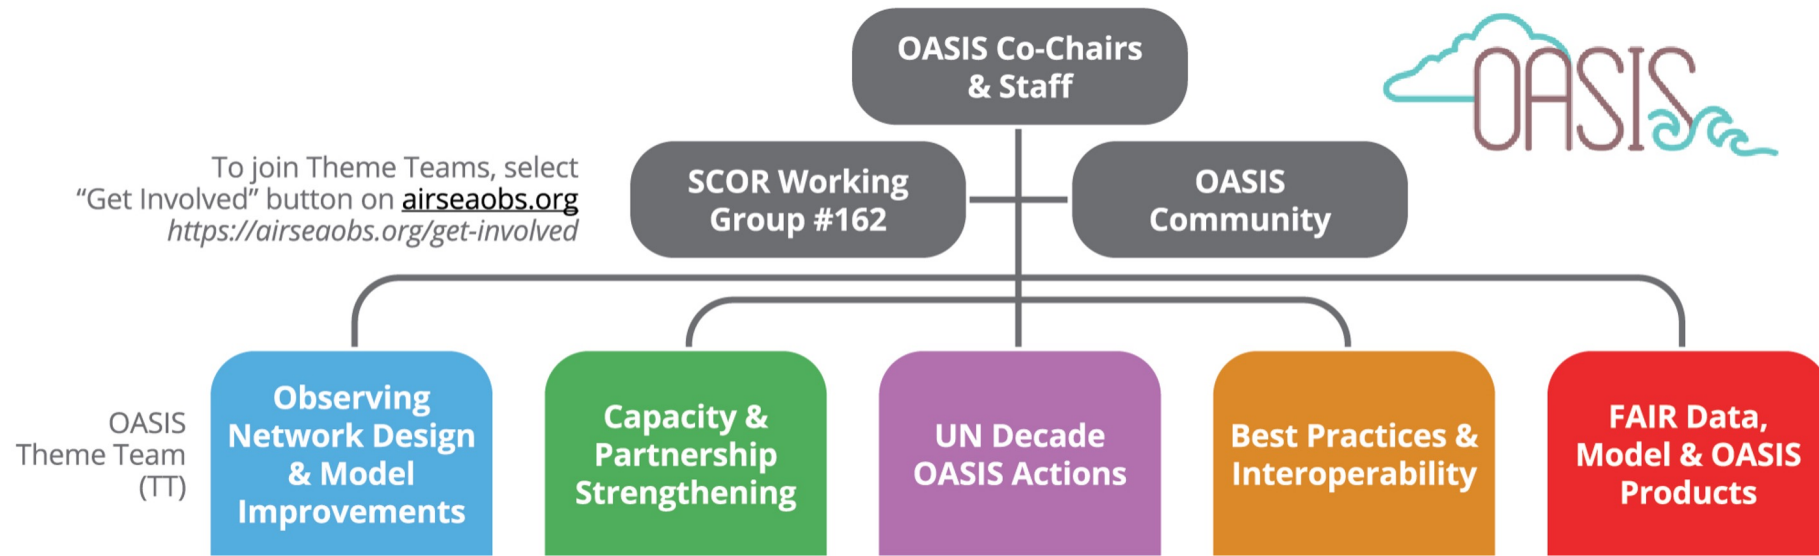 OASIS Co-Chairs
& Staff
OASIS
To join Theme Teams, select
“Get Involved” button on airseaobs.org
https://airseaobs.org/get-involved
SCOR Working
Group #162
OASIS
Community
OASIS
Theme Team
(TT)
Observing
Network Design
& Model
Improvements
Capacity &
Partnership
Strengthening
UN Decade
OASIS Actions
Best Practices &
Interoperability
FAIR Data,
Model & OASIS
Products